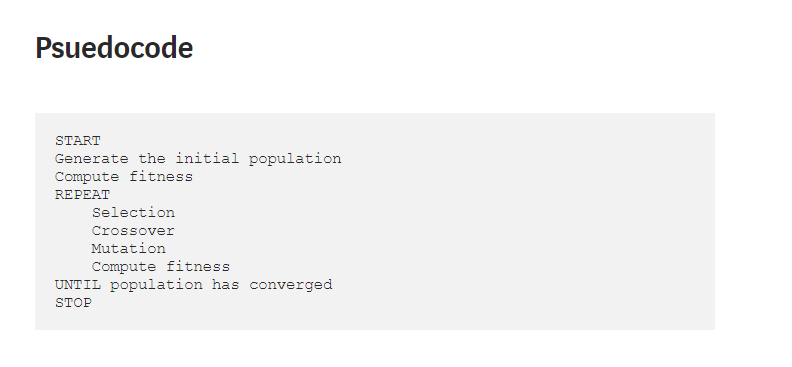 Psuedocode
START
Generate the initial population
Compute fitness
REPEAT
    Selection
    Crossover
    Mutation
    Compute fitness
UNTIL population has converged
STOP